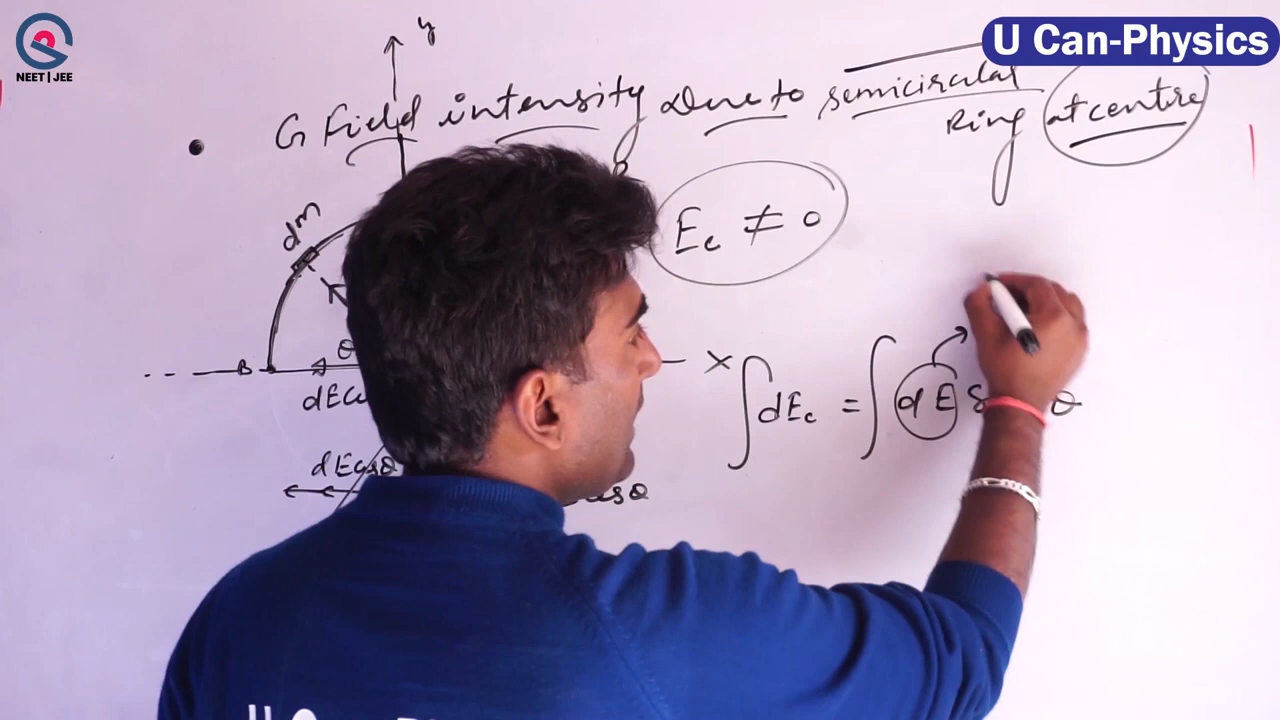 NEET | JEE
U Can-Physics
y
G Field intensity Due to semicircular
Ring at centre
dm
Ec ≠ 0
B
θ
x
dEc
∫dEc = ∫dE S θ
dEcosθ
cosθ